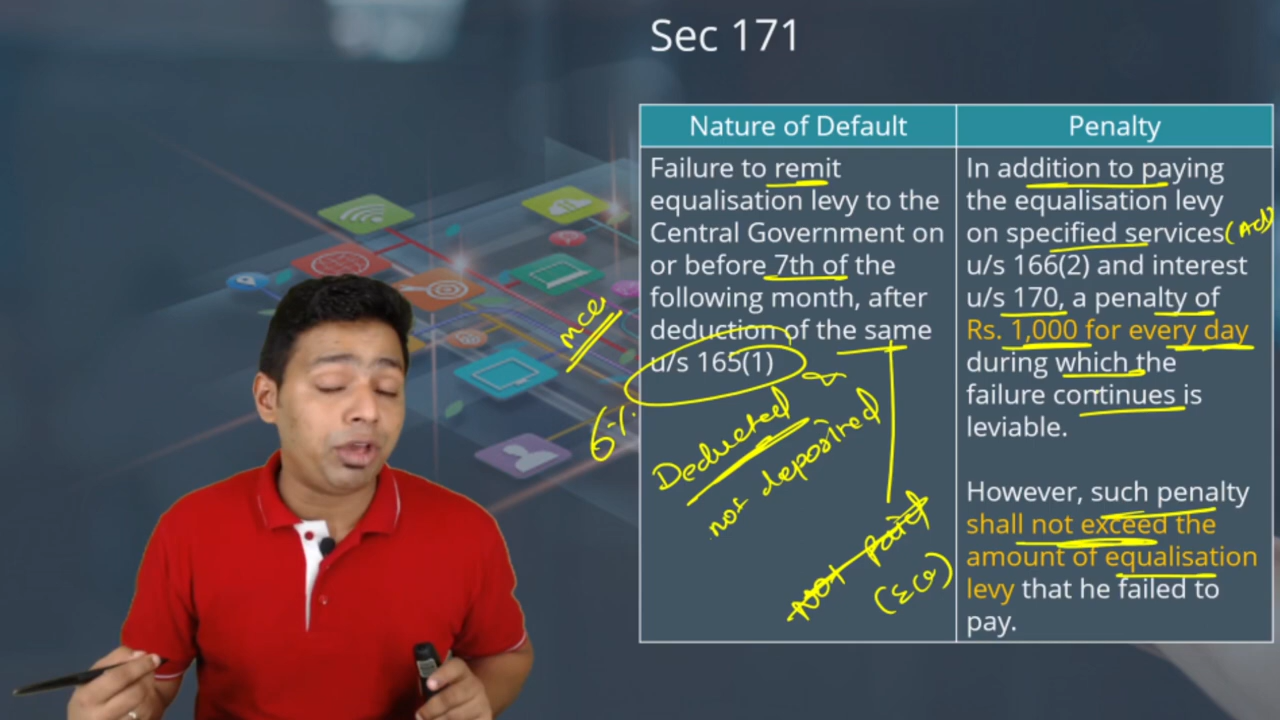 Sec 171
Nature of Default
Failure to remit
equalisation levy to the
Central Government on
or before 7th of the
following month, after
deduction of the same
u/s 165(1)
Penalty
In addition to paying
the equalisation levy
on specified services (Ad)
u/s 166(2) and interest
u/s 170, a penalty of
Rs. 1,000 for every day
during which the
failure continues is
leviable.
However, such penalty
shall not exceed the
amount of equalisation
levy that he failed to
pay.
6%
Deducted
not deposited
Not Paid